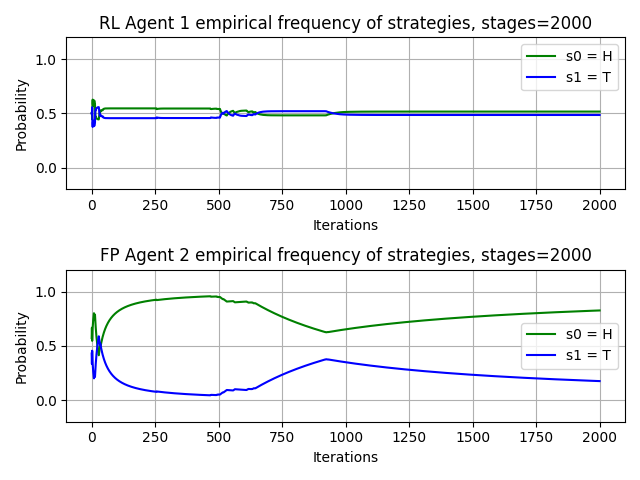 RL Agent 1 empirical frequency of strategies, stages=2000
1.0
0.5
0.0
Probability
s0 = H
s1 = T
0 250 500 750 1000 1250 1500 1750 2000
Iterations
FP Agent 2 empirical frequency of strategies, stages=2000
1.0
0.5
0.0
Probability
s0 = H
s1 = T
0 250 500 750 1000 1250 1500 1750 2000
Iterations